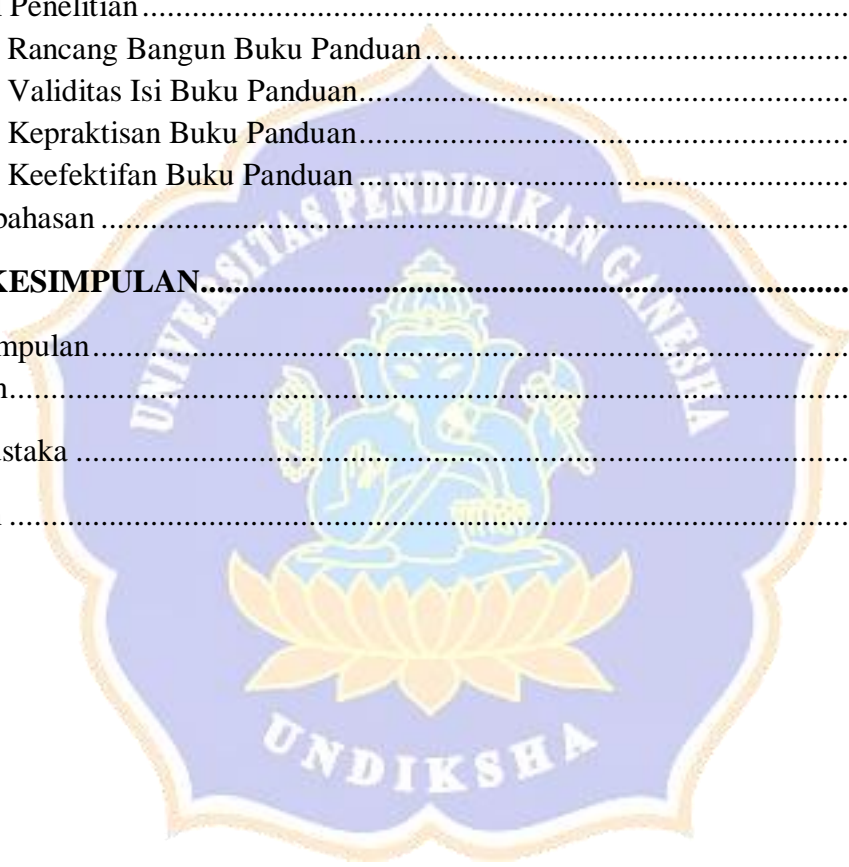 Penelitian
Rancang Bangun Buku Panduan
Validitas Isi Buku Panduan
Kepraktisan Buku Panduan
Keefektifan Buku Panduan
UNIVERSITAS PENDIDIKAN GANESHA
bahasan
KESIMPULAN
mpulan
staka
UNDIKSHA